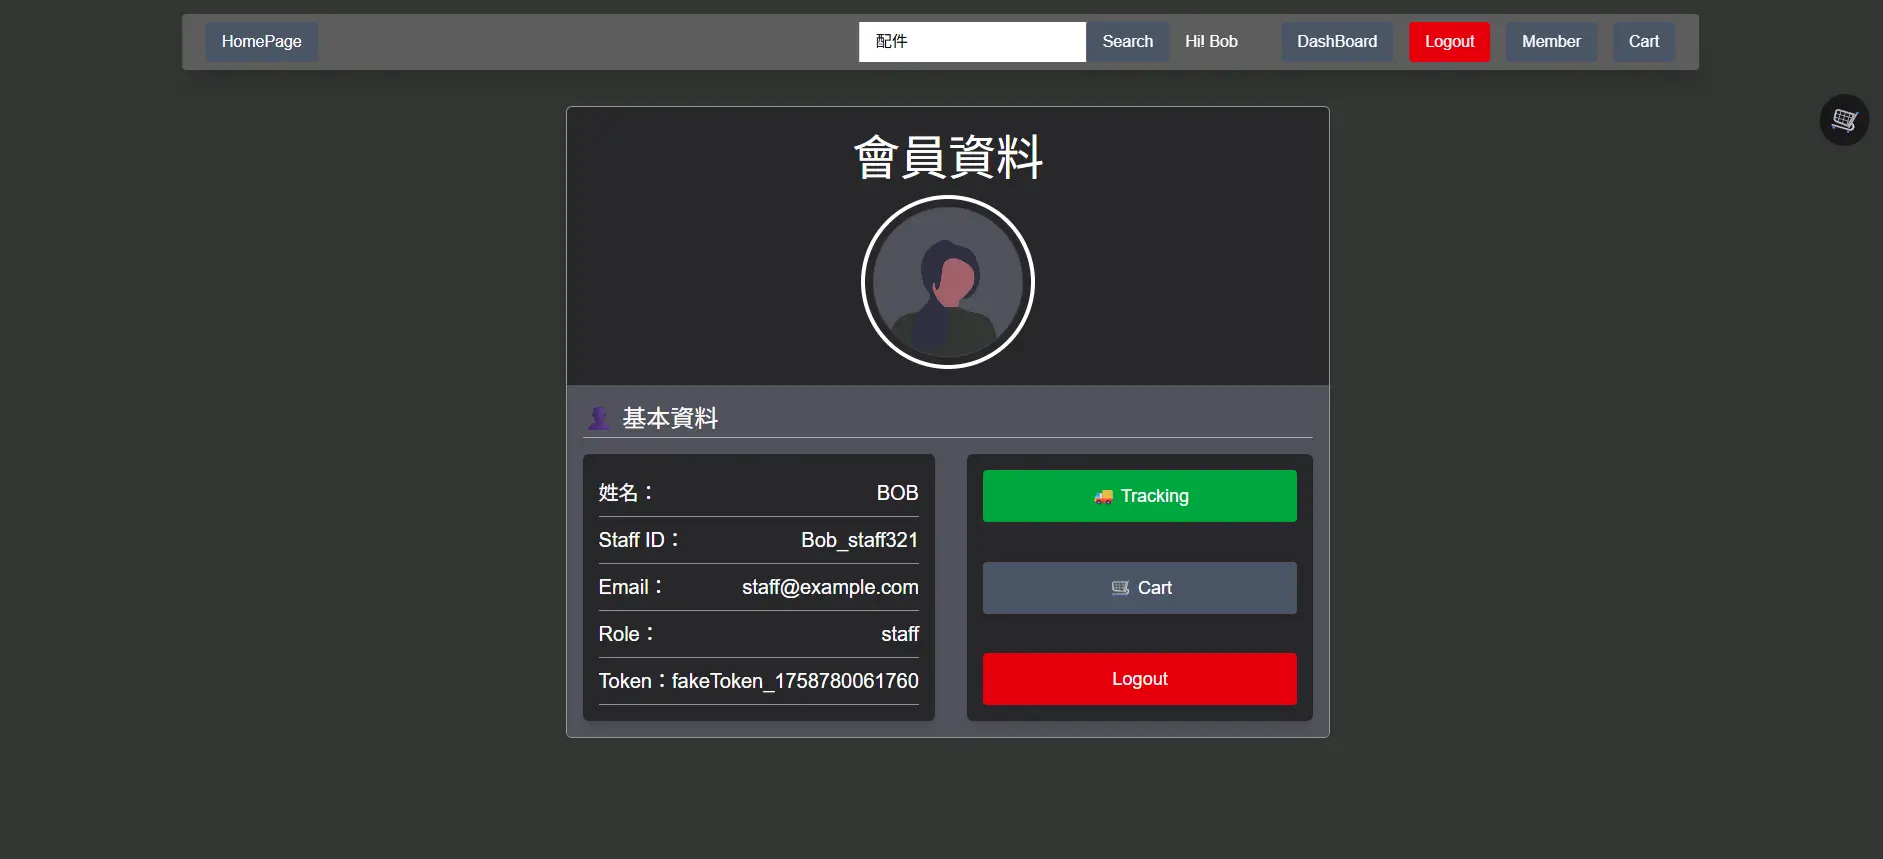 HomePage 配件 Search Hi! Bob DashBoard Logout Member Cart
會員資料
基本資料
姓名： BOB
Staff ID： Bob_staff321
Email： staff@example.com
Role： staff
Token：fakeToken_1758780061760
Tracking
Cart
Logout